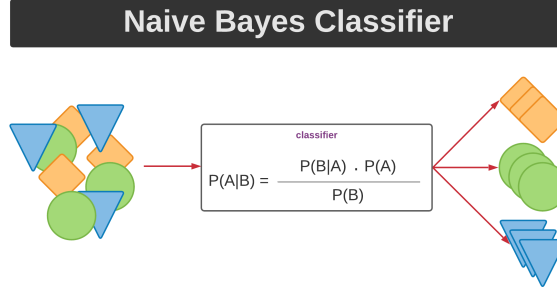 Naive Bayes Classifier
classifier
P(A|B) = P(B|A) . P(A)
P(B)